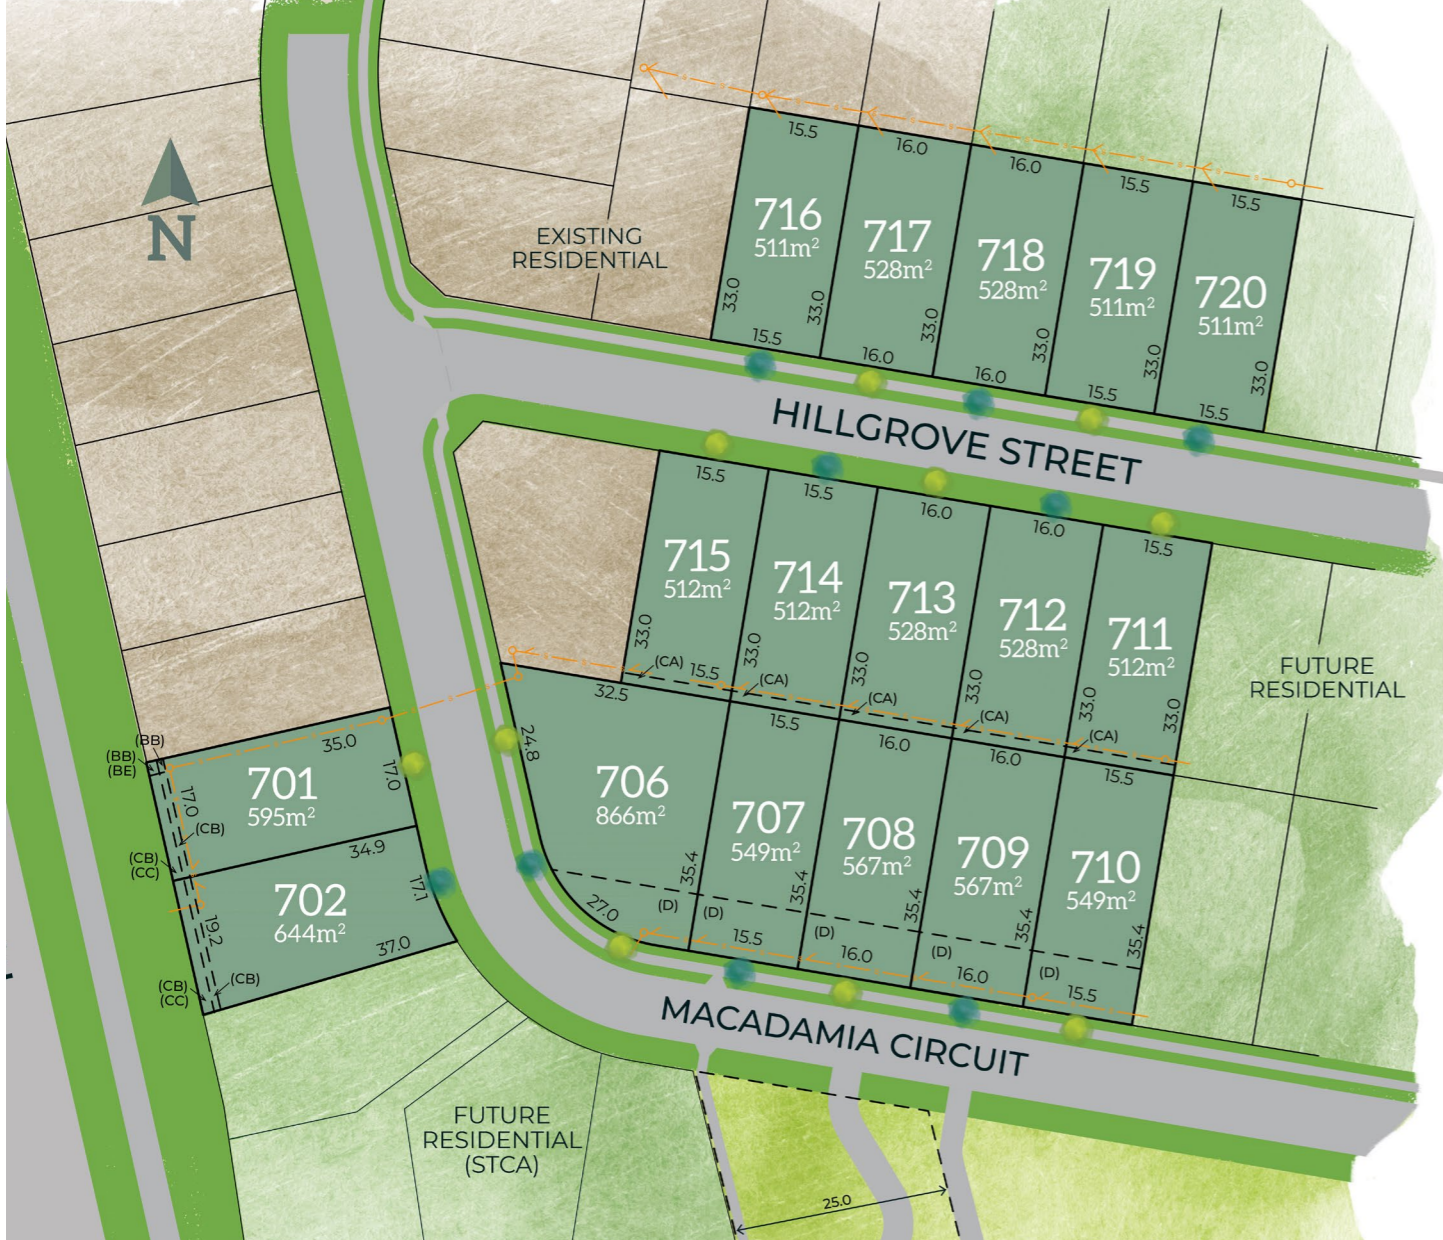 N
EXISTING
RESIDENTIAL
15.5
16.0
16.0
15.5
15.5
716
511m²
717
528m²
718
528m²
719
511m²
720
511m²
33.0
33.0
33.0
33.0
33.0
33.0
15.5
16.0
16.0
15.5
15.5
HILLGROVE STREET
15.5
15.5
16.0
16.0
15.5
715
512m²
714
512m²
713
528m²
712
528m²
711
512m²
33.0
33.0
33.0
33.0
33.0
33.0
(CA)
(CA)
(CA)
(CA)
(CA)
FUTURE
RESIDENTIAL
32.5
15.5
15.5
16.0
16.0
15.5
24.8
706
866m²
707
549m²
708
567m²
709
567m²
710
549m²
35.4
35.4
35.4
35.4
35.4
27.0
(D)
(D)
(D)
(D)
(D)
15.5
16.0
16.0
15.5
(BB)
(BB)
(BE)
35.0
17.0
701
595m²
17.0
(CB)
(CB)
(CC)
34.9
702
644m²
17.1
19.2
37.0
(CB)
(CB)
(CC)
MACADAMIA CIRCUIT
FUTURE
RESIDENTIAL
(STCA)
25.0